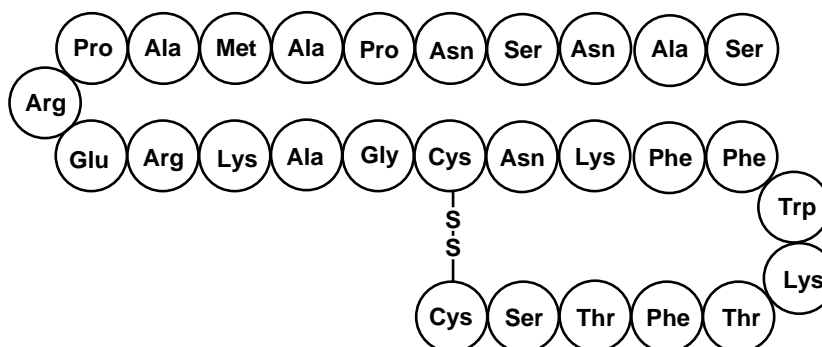 Pro Ala Met Ala Pro Asn Ser Asn Ala Ser
Arg
Glu Arg Lys Ala Gly Cys Asn Lys Phe Phe
Trp
S
S
Lys
Cys Ser Thr Phe Thr